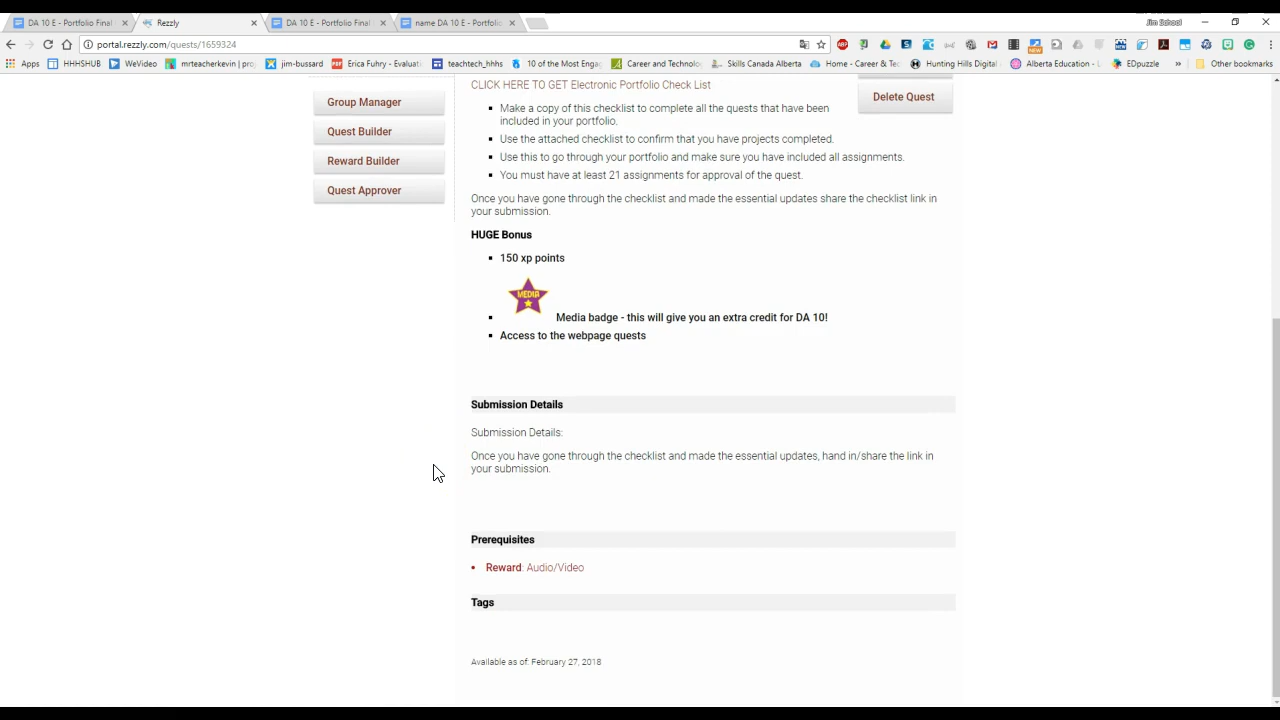 DA 10 E - Portfolio Final
Rezzly
DA 10 E - Portfolio Final
name DA 10 E - Portfolio
Jim School
portal.rezzly.com/quests/1659324
Apps
HHHSHUB
WeVideo
mrteacherkevin | pro
jim-bussard
Erica Fuhry - Evaluati
teachtech_hhhs
10 of the Most Engag
Career and Technolog
Skills Canada Alberta
Home - Career & Tec
Hunting Hills Digital
Alberta Education - L
EDpuzzle
»
Other bookmarks
Group Manager
Quest Builder
Reward Builder
Quest Approver
CLICK HERE TO GET Electronic Portfolio Check List
Delete Quest
Make a copy of this checklist to complete all the quests that have been
included in your portfolio.
Use the attached checklist to confirm that you have projects completed.
Use this to go through your portfolio and make sure you have included all assignments.
You must have at least 21 assignments for approval of the quest.
Once you have gone through the checklist and made the essential updates share the checklist link in
your submission.
HUGE Bonus
150 xp points
MEDIA
Media badge - this will give you an extra credit for DA 10!
Access to the webpage quests
Submission Details
Submission Details:
Once you have gone through the checklist and made the essential updates, hand in/share the link in
your submission.
Prerequisites
Reward: Audio/Video
Tags
Available as of: February 27, 2018